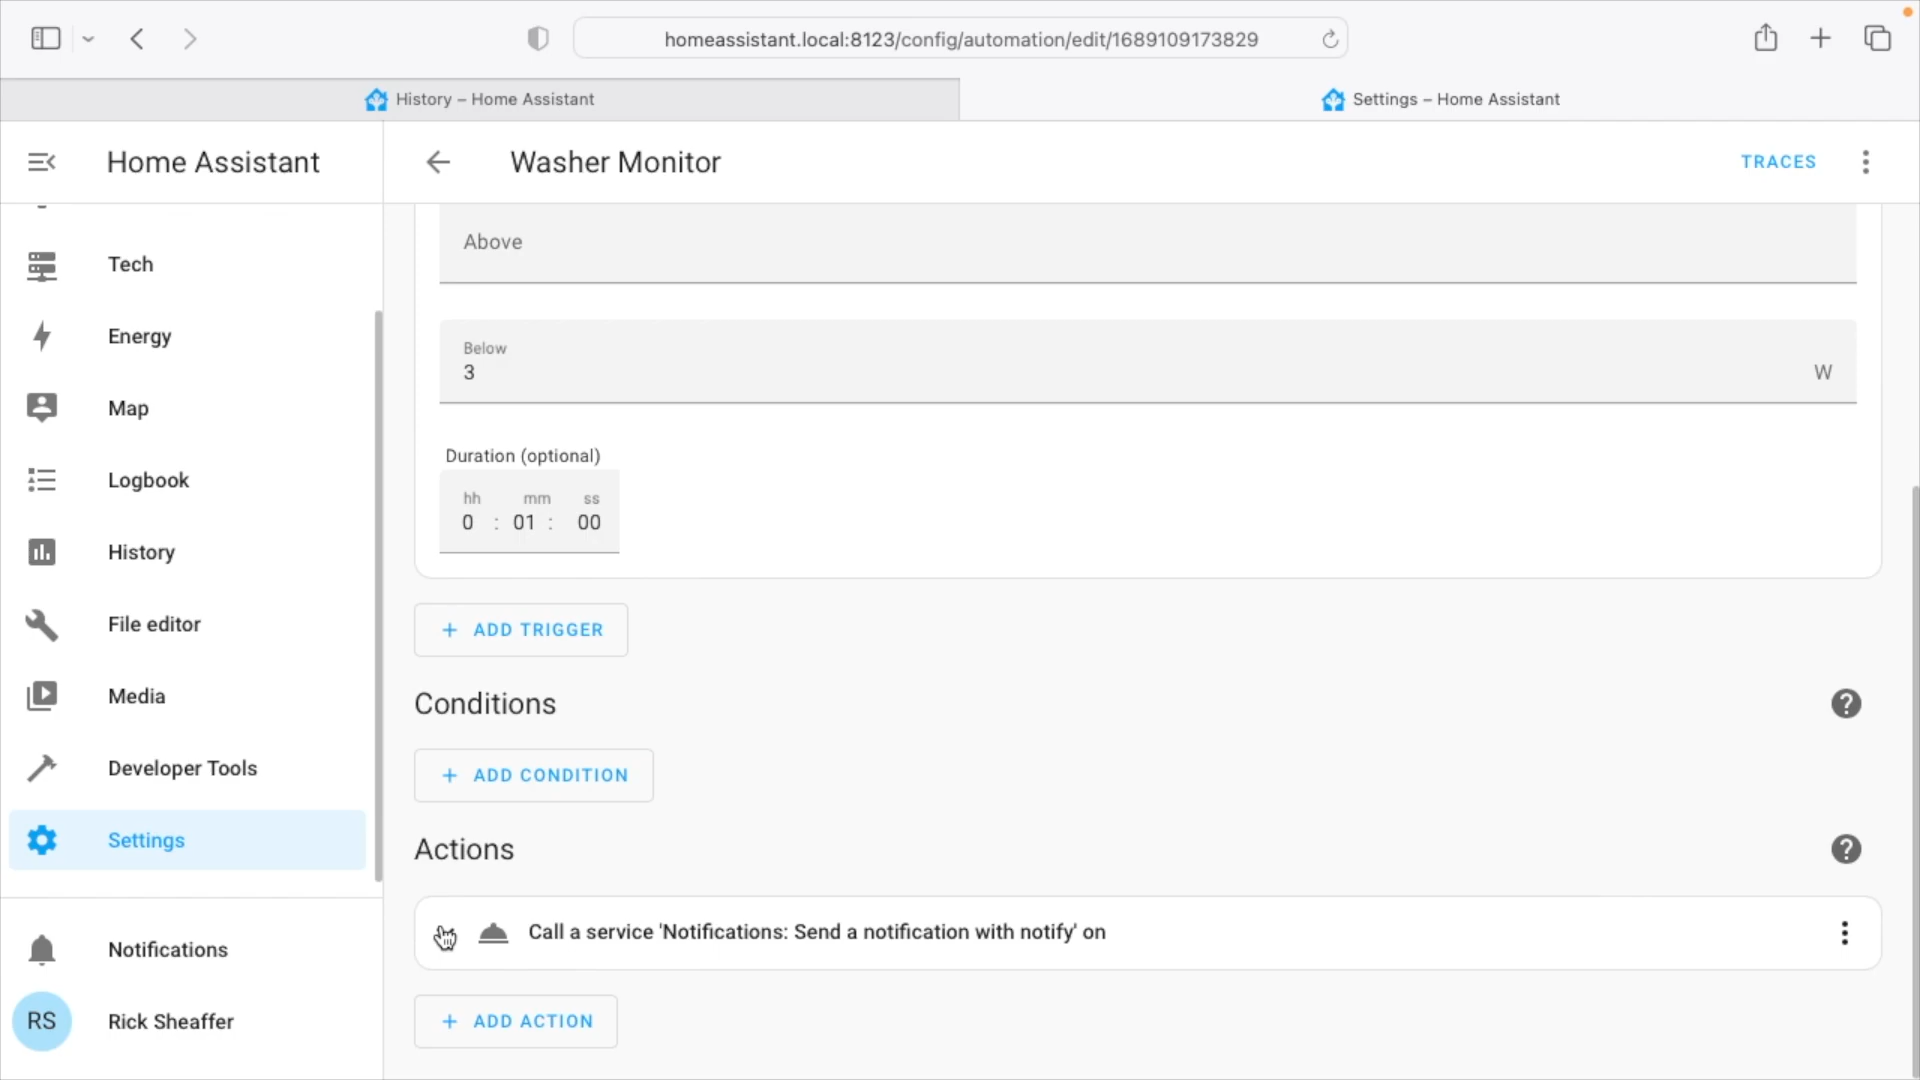 homeassistant.local:8123/config/automation/edit/1689109173829
History – Home Assistant
Settings – Home Assistant
Home Assistant
Washer Monitor
TRACES
Tech
Energy
Map
Logbook
History
File editor
Media
Developer Tools
Settings
Notifications
RS
Rick Sheaffer
Above
Below
3
W
Duration (optional)
hh mm ss
0 : 01 : 00
+ ADD TRIGGER
Conditions
?
+ ADD CONDITION
Actions
?
Call a service 'Notifications: Send a notification with notify' on
+ ADD ACTION